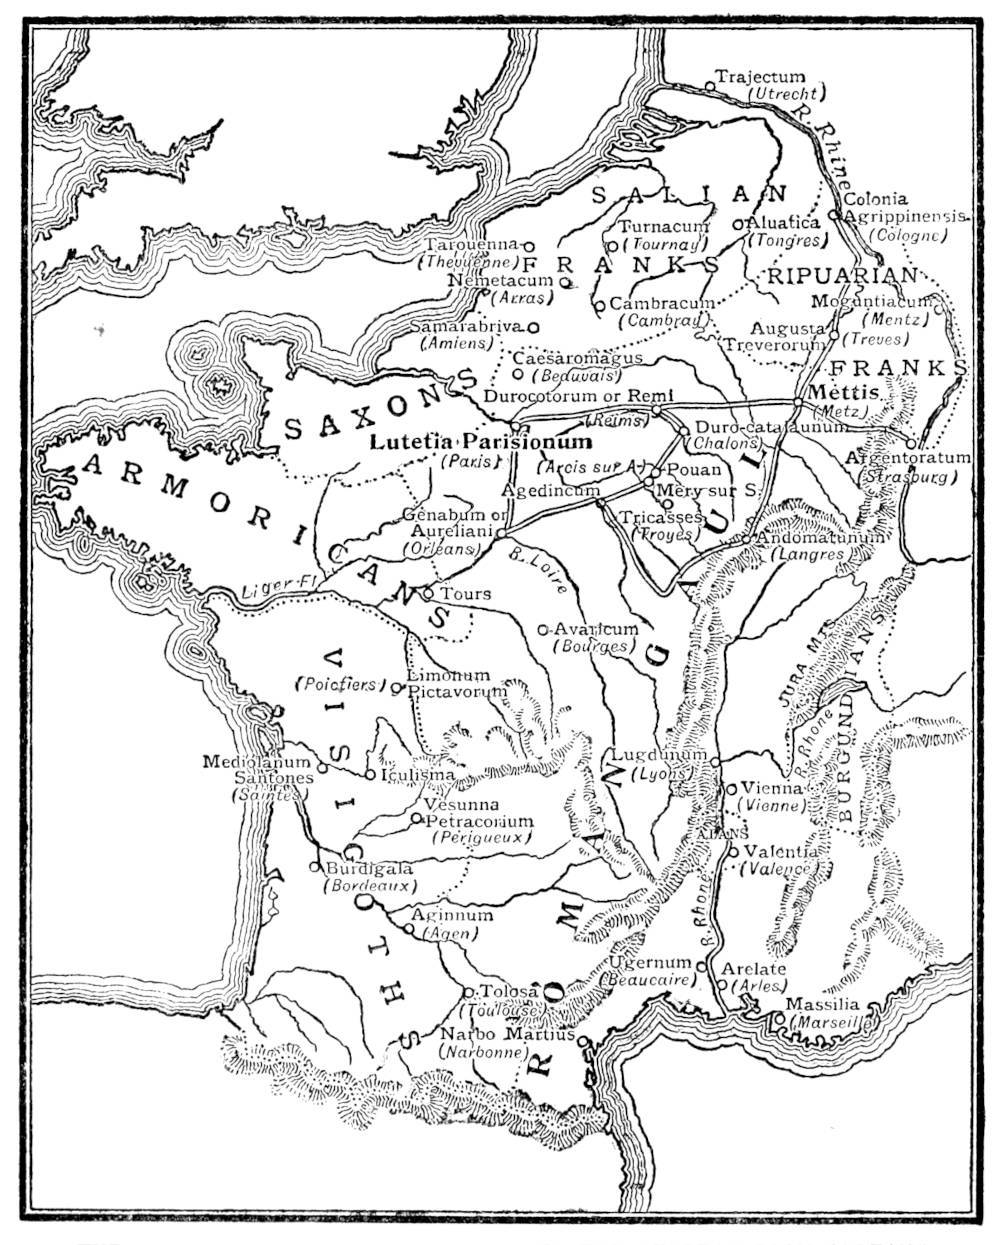 Trajectum
(Utrecht)
R. Rhine
SALIAN
FRANKS
Colonia
Agrippinensis
(Cologne)
Turnacum
(Tournay)
Aluatica
(Tongres)
Tarouenna
(Thevuenne)
Nemetacum
(Arras)
RIPUARIAN
FRANKS
Cambracum
(Cambray)
Moguntiacum
(Mentz)
Samarabriva
(Amiens)
Augusta
Treverorum
(Treves)
Caesaromagus
(Beauvais)
SAXONS
Durocotorum or Remi
(Reims)
Mettis
(Metz)
Lutetia Parisionum
(Paris)
Duro-catalaunum
(Chalons)
ARMORICANS
(Arcis sur A.)
Pouan
Argentoratum
(Strasburg)
Agedincum
Mery sur S.
Genabum or
Aureliani
(Orleans)
Tricasses
(Troyes)
Andomatunum
(Langres)
R. Loire
Liger Fl.
Tours
Avaricum
(Bourges)
ROMAN GAUL
JURA MTS.
BURGUNDIANS
VISIGOTHS
Limonum
Pictavorum
(Poictiers)
R. Rhone
Mediolanum
Santones
(Saintes)
Iculisma
Lugdunum
(Lyons)
Vienna
(Vienne)
Vesunna
Petracorium
(Perigueux)
ALANS
Valentia
(Valence)
Burdigala
(Bordeaux)
R. Rhone
Aginnum
(Agen)
Ugernum
(Beaucaire)
Arelate
(Arles)
Tolosa
(Toulouse)
Massilia
(Marseille)
Narbo Martius
(Narbonne)